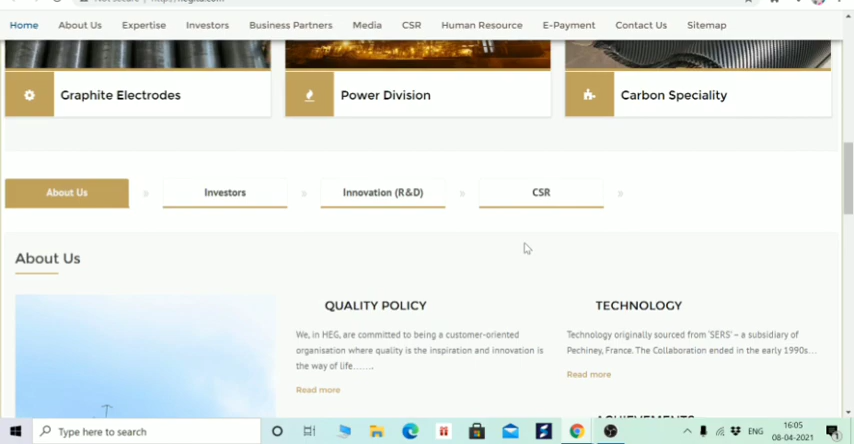 Home About Us Expertise Investors Business Partners Media CSR Human Resource E-Payment Contact Us Sitemap
Graphite Electrodes Power Division Carbon Speciality
About Us » Investors » Innovation (R&D) » CSR »
About Us
QUALITY POLICY
We, in HEG, are committed to being a customer-oriented
organisation where quality is the inspiration and innovation is
the way of life.......
Read more
TECHNOLOGY
Technology originally sourced from 'SERS' – a subsidiary of
Pechiney, France. The Collaboration ended in the early 1990s...
Read more
Type here to search
ENG
16:05
08-04-2021